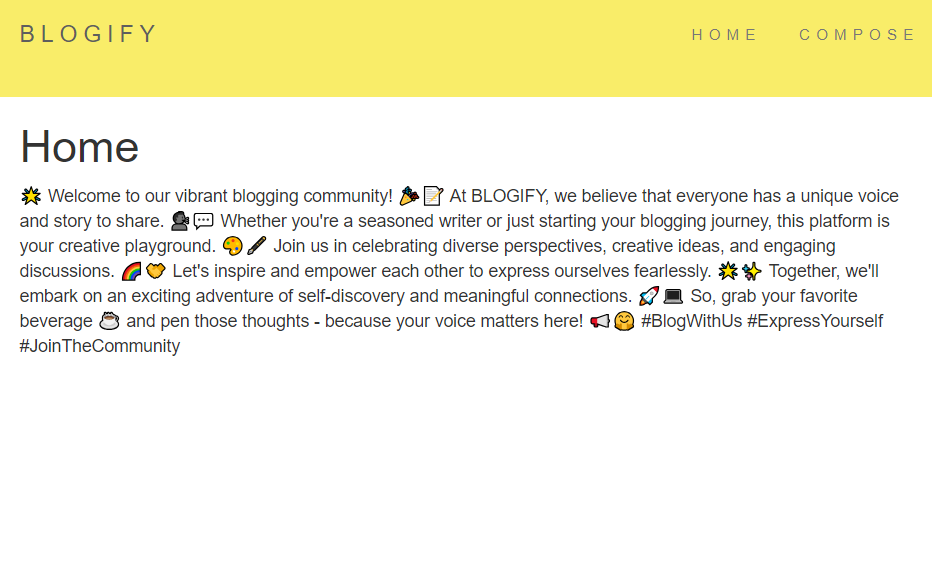 BLOGIFY
HOME COMPOSE
Home
🌟 Welcome to our vibrant blogging community! 🎉📝 At BLOGIFY, we believe that everyone has a unique voice
and story to share. 🗣️💬 Whether you're a seasoned writer or just starting your blogging journey, this platform is
your creative playground. 🎨🖋️ Join us in celebrating diverse perspectives, creative ideas, and engaging
discussions. 🌈🤝 Let's inspire and empower each other to express ourselves fearlessly. 🌟✨ Together, we'll
embark on an exciting adventure of self-discovery and meaningful connections. 🚀💻 So, grab your favorite
beverage ☕ and pen those thoughts - because your voice matters here! 📢🤗 #BlogWithUs #ExpressYourself
#JoinTheCommunity